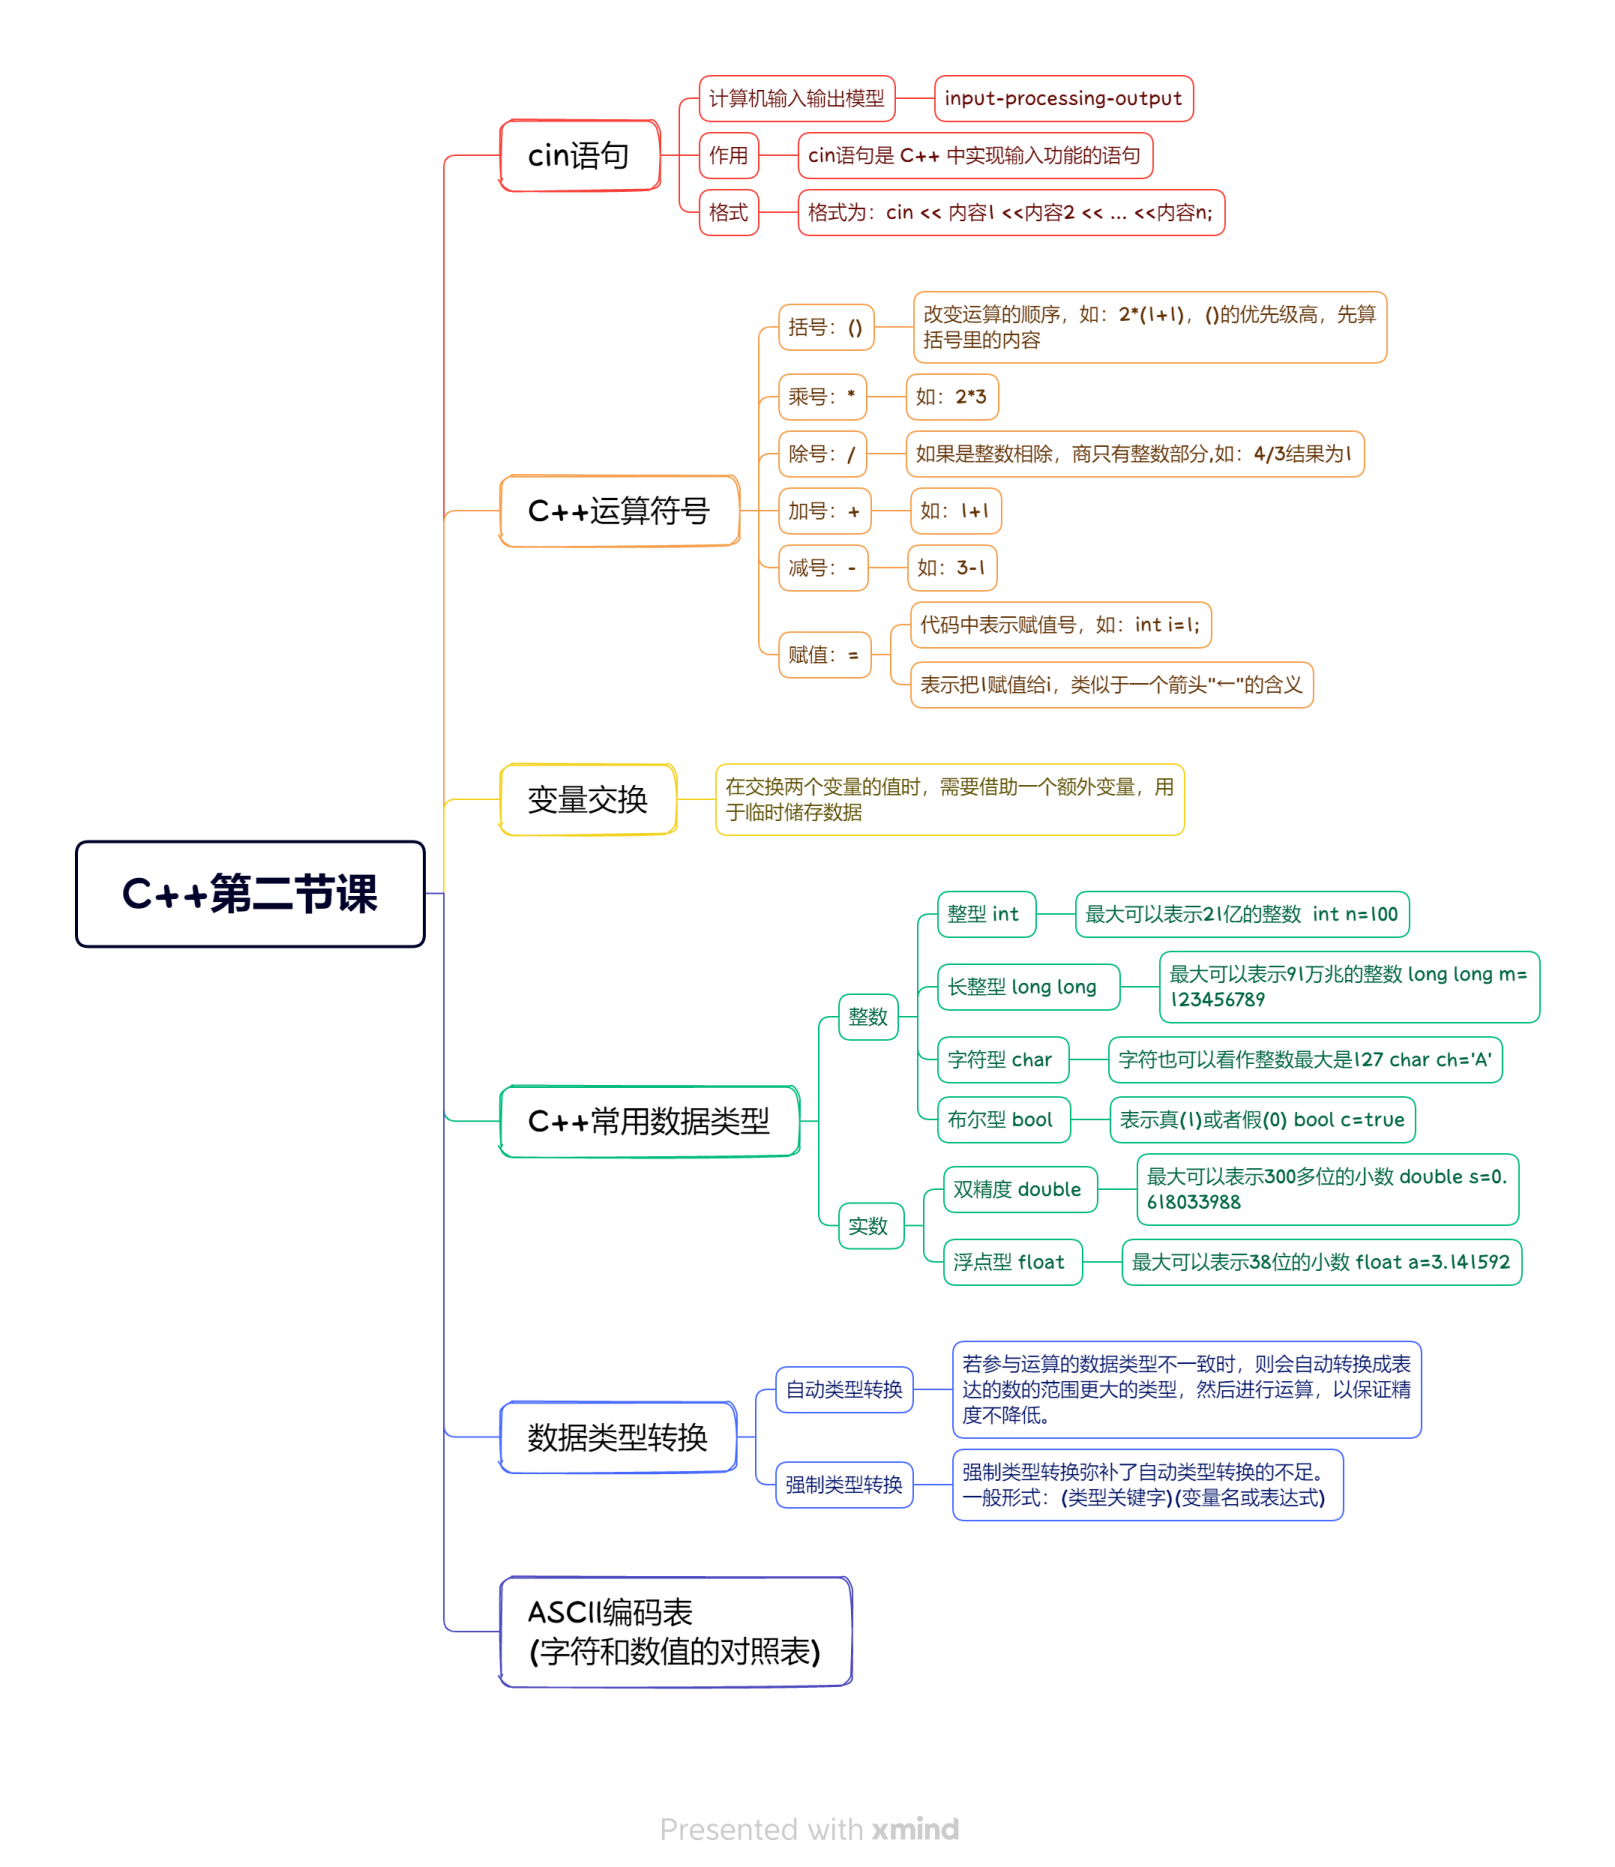 C++第二节课
cin语句
计算机输入输出模型
input-processing-output
作用
cin语句是 C++ 中实现输入功能的语句
格式
格式为：cin << 内容1 <<内容2 << ... <<内容n;
C++运算符号
括号：()
改变运算的顺序，如：2*(1+1)，()的优先级高，先算
括号里的内容
乘号：*
如：2*3
除号：/
如果是整数相除，商只有整数部分,如：4/3结果为1
加号：+
如：1+1
减号：-
如：3-1
赋值：=
代码中表示赋值号，如：int i=1;
表示把1赋值给i，类似于一个箭头"←"的含义
变量交换
在交换两个变量的值时，需要借助一个额外变量，用
于临时储存数据
C++常用数据类型
整数
整型 int
最大可以表示21亿的整数  int n=100
长整型 long long
最大可以表示91万兆的整数 long long m=
123456789
字符型 char
字符也可以看作整数最大是127 char ch='A'
布尔型 bool
表示真(1)或者假(0) bool c=true
实数
双精度 double
最大可以表示300多位的小数 double s=0.
618033988
浮点型 float
最大可以表示38位的小数 float a=3.141592
数据类型转换
自动类型转换
若参与运算的数据类型不一致时，则会自动转换成表
达的数的范围更大的类型，然后进行运算，以保证精
度不降低。
强制类型转换
强制类型转换弥补了自动类型转换的不足。
一般形式：(类型关键字)(变量名或表达式)
ASCII编码表
(字符和数值的对照表)
Presented with xmind